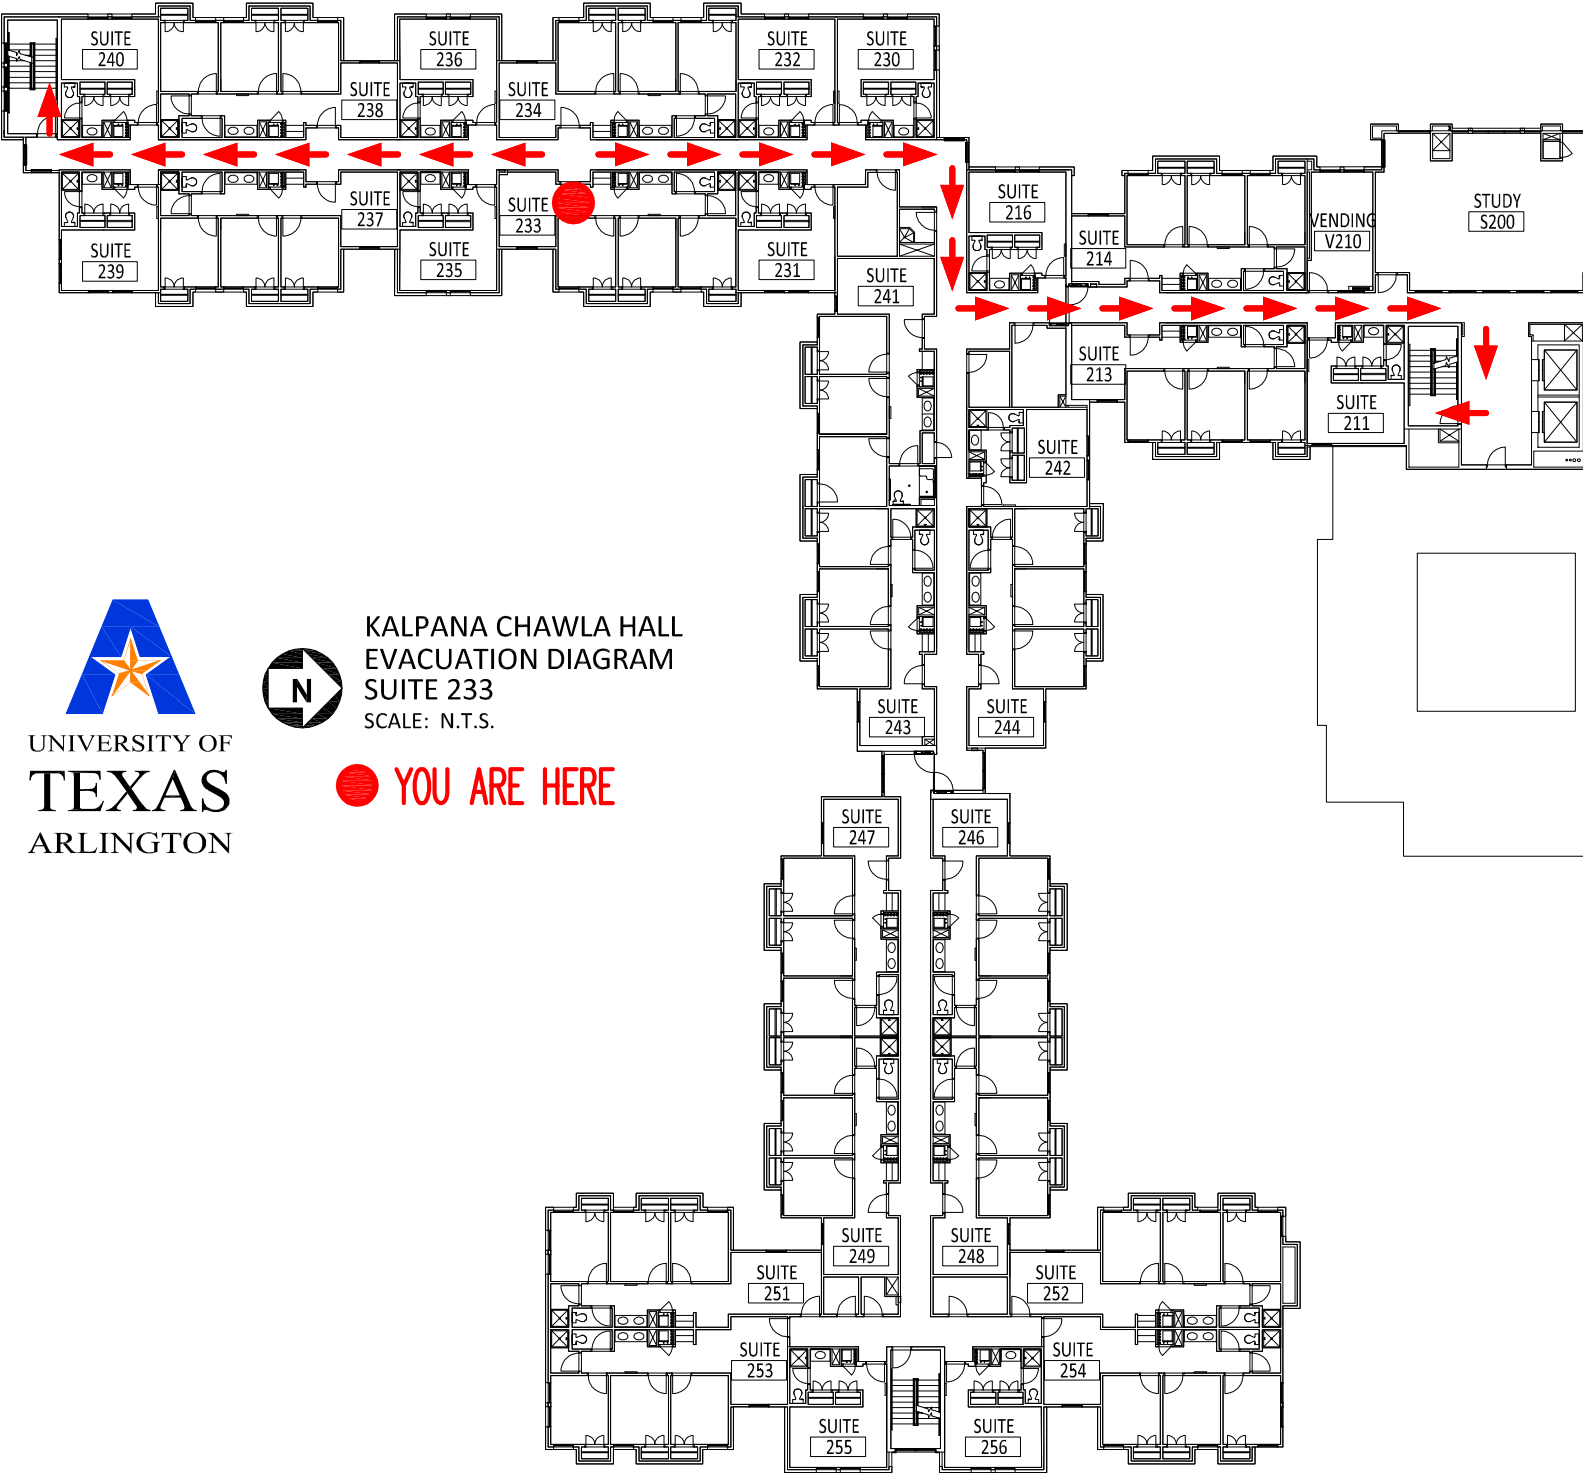 SUITE
240
SUITE
236
SUITE
232
SUITE
230
SUITE
238
SUITE
234
SUITE
237
SUITE
233
SUITE
239
SUITE
235
SUITE
231
SUITE
216
SUITE
214
VENDING
V210
STUDY
S200
SUITE
241
SUITE
213
SUITE
211
SUITE
242
SUITE
243
SUITE
244
KALPANA CHAWLA HALL
EVACUATION DIAGRAM
SUITE 233
SCALE: N.T.S.
N
YOU ARE HERE
UNIVERSITY OF
TEXAS
ARLINGTON
SUITE
247
SUITE
246
SUITE
249
SUITE
248
SUITE
251
SUITE
252
SUITE
253
SUITE
254
SUITE
255
SUITE
256